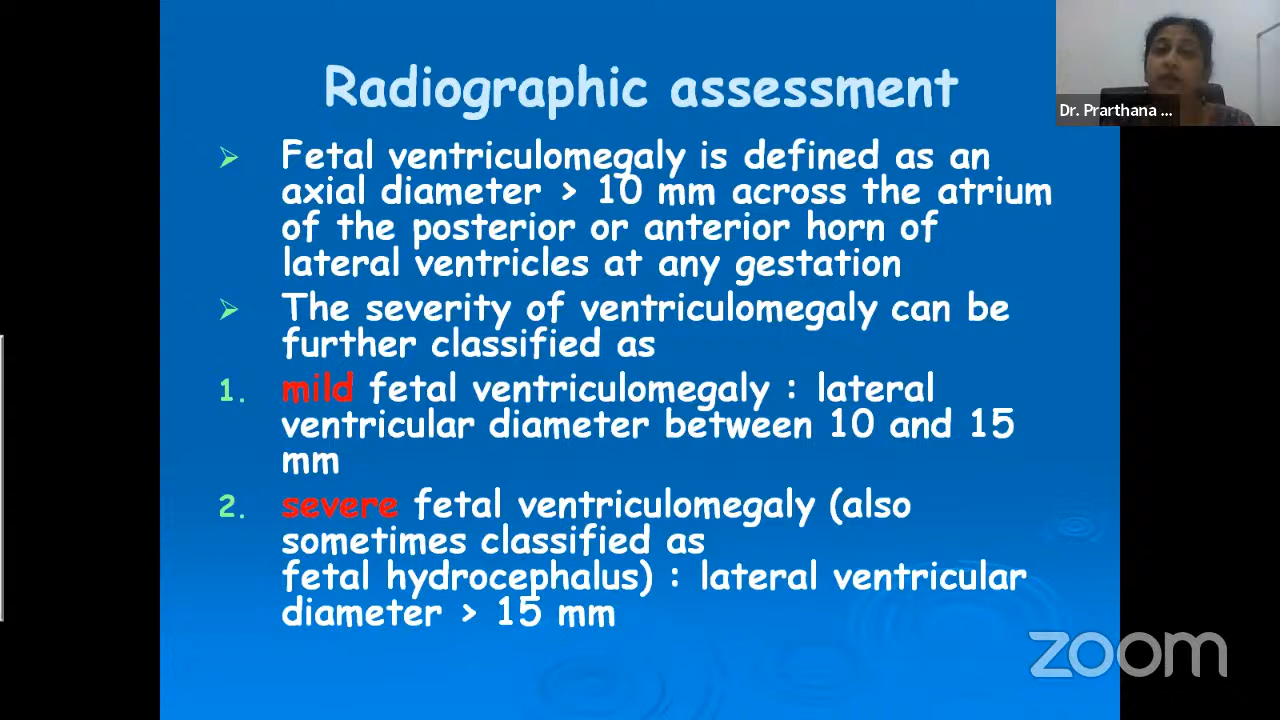 Radiographic assessment
Fetal ventriculomegaly is defined as an
axial diameter > 10 mm across the atrium
of the posterior or anterior horn of
lateral ventricles at any gestation
The severity of ventriculomegaly can be
further classified as
1. mild fetal ventriculomegaly : lateral
ventricular diameter between 10 and 15
mm
2. severe fetal ventriculomegaly (also
sometimes classified as
fetal hydrocephalus) : lateral ventricular
diameter > 15 mm
Dr. Prarthana ...
zoom